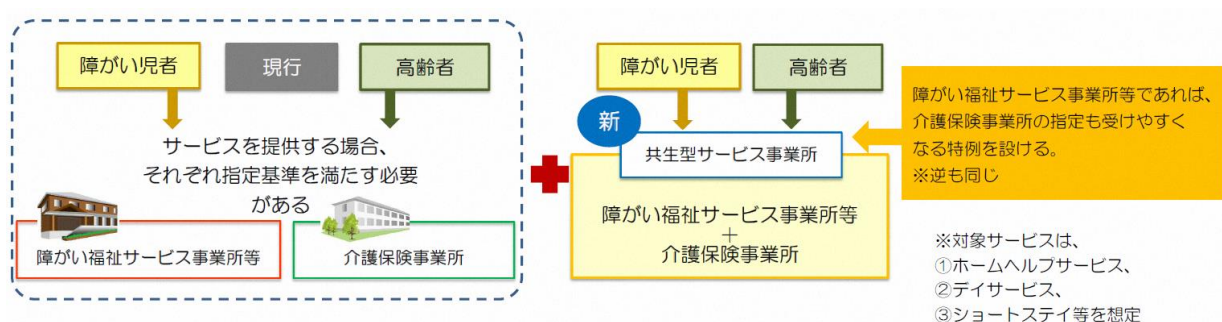 障がい児者
現行
高齢者
サービスを提供する場合、
それぞれ指定基準を満たす必要
がある
障がい福祉サービス事業所等
介護保険事業所
障がい児者
高齢者
新
共生型サービス事業所
障がい福祉サービス事業所等
+
介護保険事業所
障がい福祉サービス事業所等であれば、
介護保険事業所の指定も受けやすく
なる特例を設ける。
※逆も同じ
※対象サービスは、
①ホームヘルプサービス、
②デイサービス、
③ショートステイ等を想定